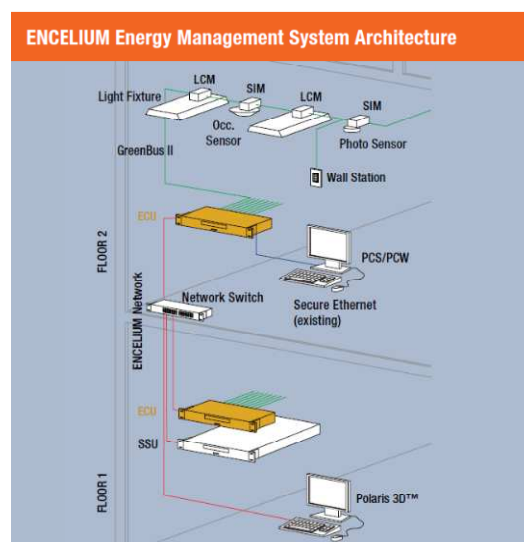 ENCELIUM Energy Management System Architecture
LCM
SIM
Light Fixture
LCM
SIM
Occ.
Sensor
Photo Sensor
GreenBus II
Wall Station
ECU
PCS/PCW
FLOOR 2
Network Switch
Secure Ethernet
(existing)
ENCELIUM Network
ECU
SSU
FLOOR 1
Polaris 3D™